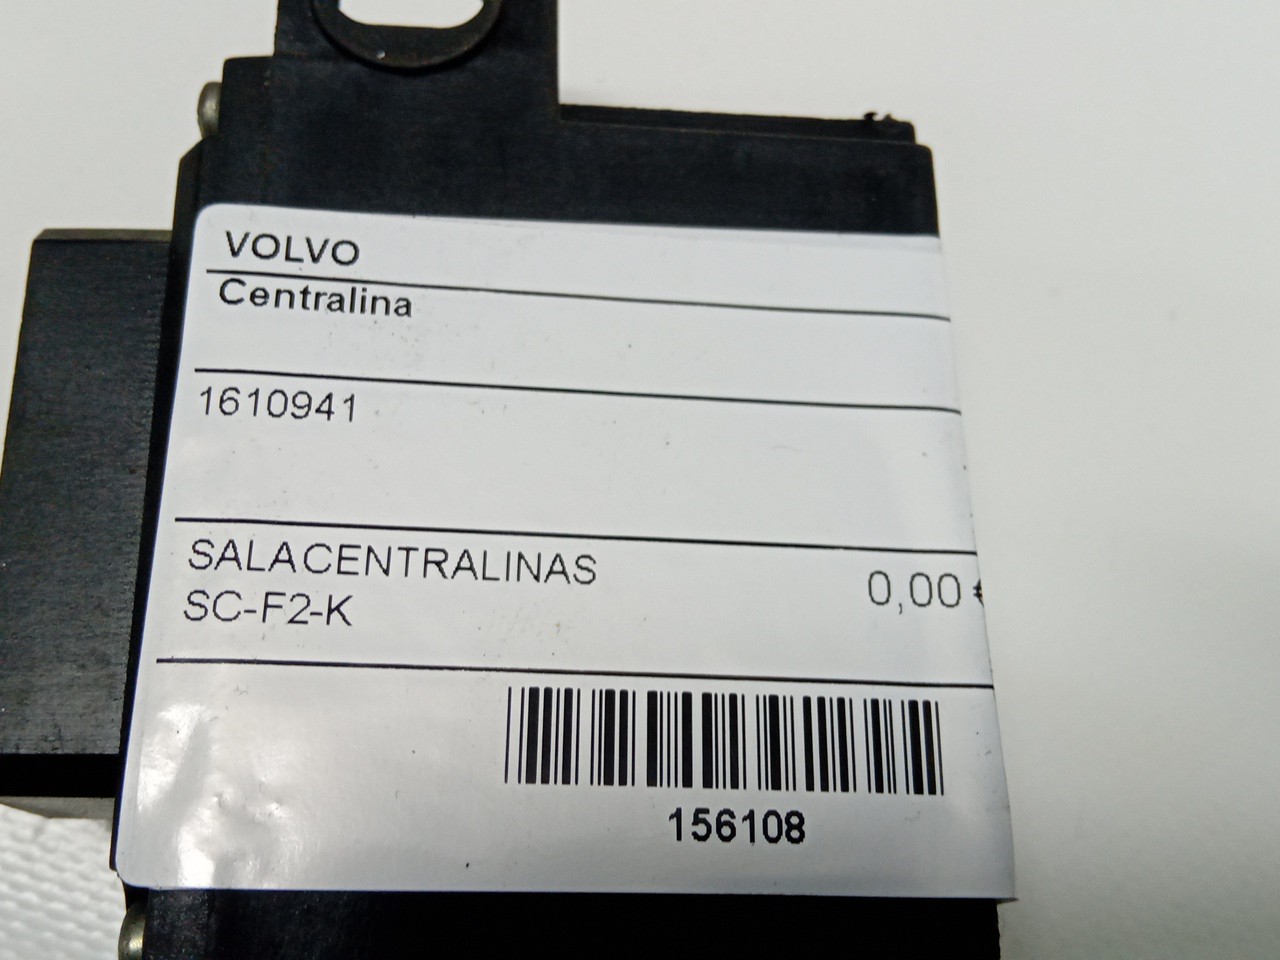 VOLVO
Centralina
1610941
SALACENTRALINAS
0,00 €
SC-F2-K
156108